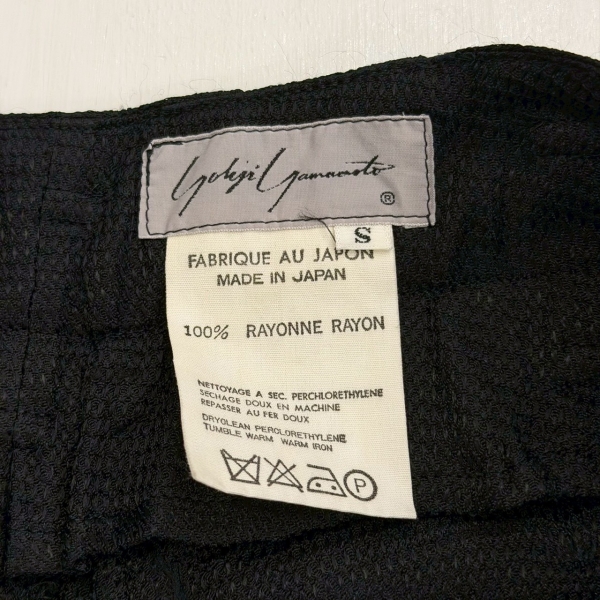 Yohji Yamamoto
®
S
FABRIQUE AU JAPON
MADE IN JAPAN
100% RAYONNE RAYON
NETTOYAGE A SEC. PERCHLORETHYLENE
SECHAGE DOUX EN MACHINE
REPASSER AU FER DOUX
DRYCLEAN PERCLORETHYLENE
TUMBLE WARM WARM IRON
P